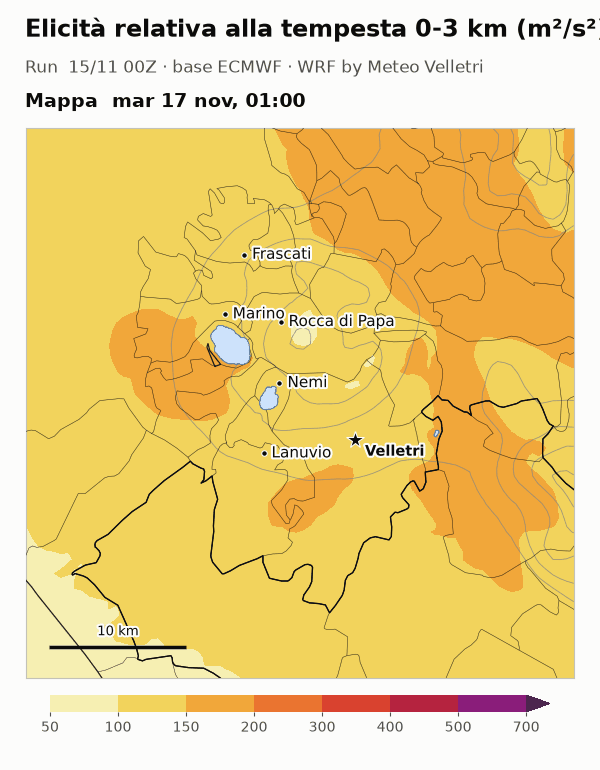 Elicità relativa alla tempesta 0-3 km (m²/s²)
Run 15/11 00Z · base ECMWF · WRF by Meteo Velletri
Mappa mar 17 nov, 01:00
Frascati
Marino
Rocca di Papa
Nemi
Velletri
Lanuvio
10 km
50 100 150 200 300 400 500 700